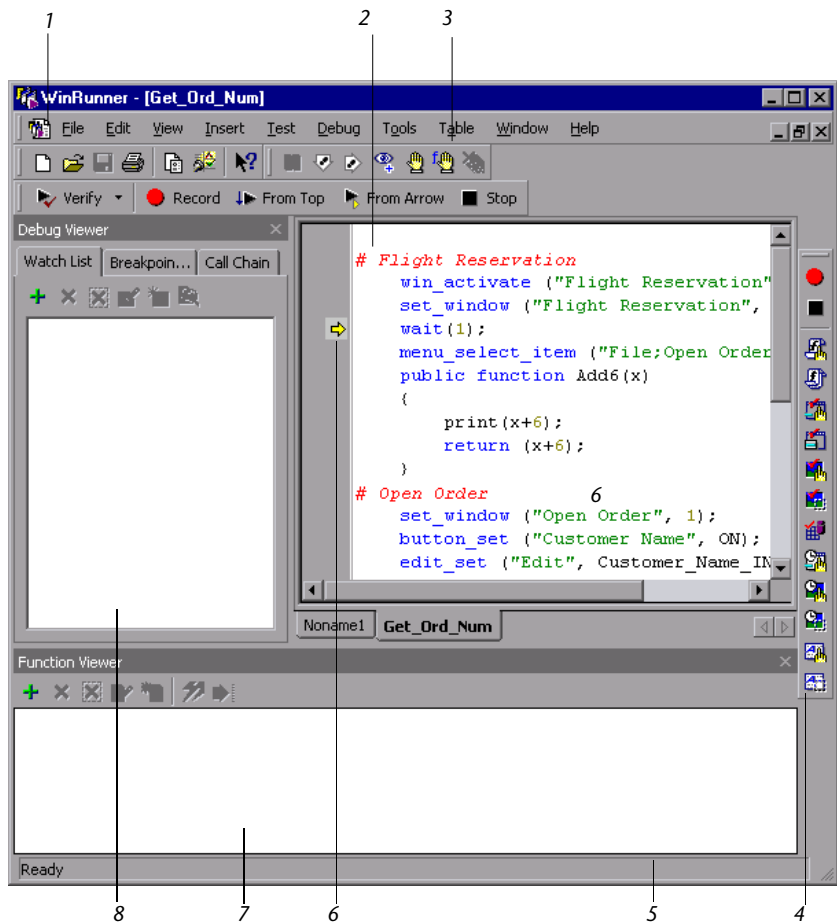 1 2 3
WinRunner - [Get_Ord_Num]
File Edit View Insert Test Debug Tools Table Window Help
Verify Record From Top From Arrow Stop
Debug Viewer
Watch List Breakpoin... Call Chain
# Flight Reservation
win_activate ("Flight Reservation"
set_window ("Flight Reservation",
wait(1);
menu_select_item ("File;Open Order
public function Add6(x)
{
print(x+6);
return (x+6);
}
# Open Order 6
set_window ("Open Order", 1);
button_set ("Customer Name", ON);
edit_set ("Edit", Customer_Name_IN
Noname1 Get_Ord_Num
Function Viewer
Ready
8 7 6 5 4